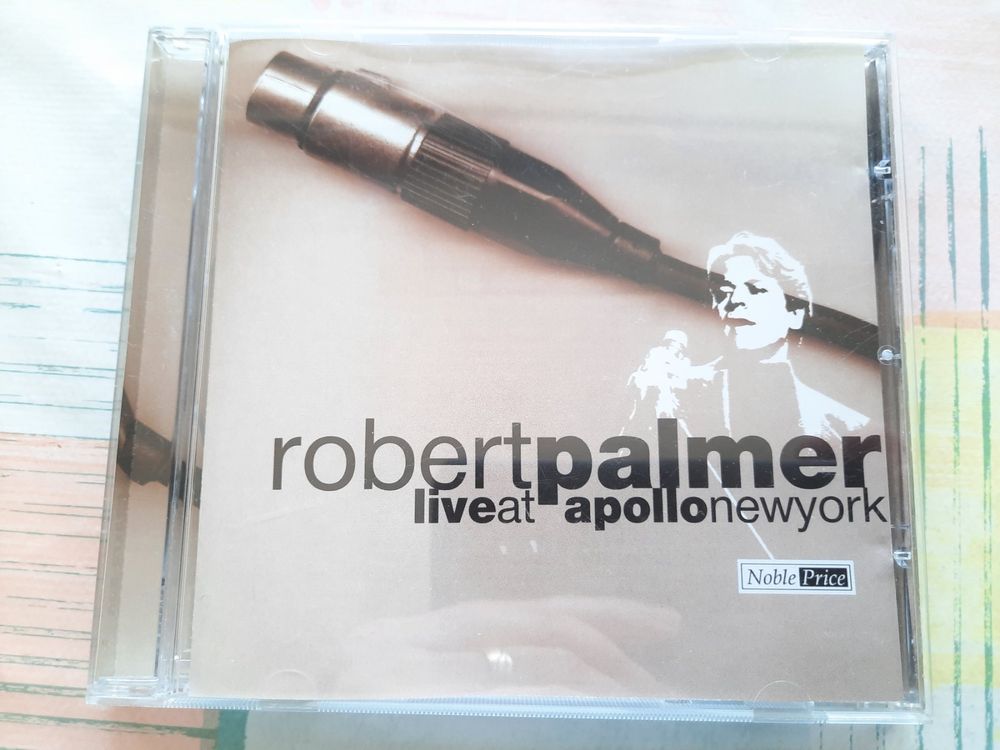 robertpalmer
liveat apollonewyork
Noble Price